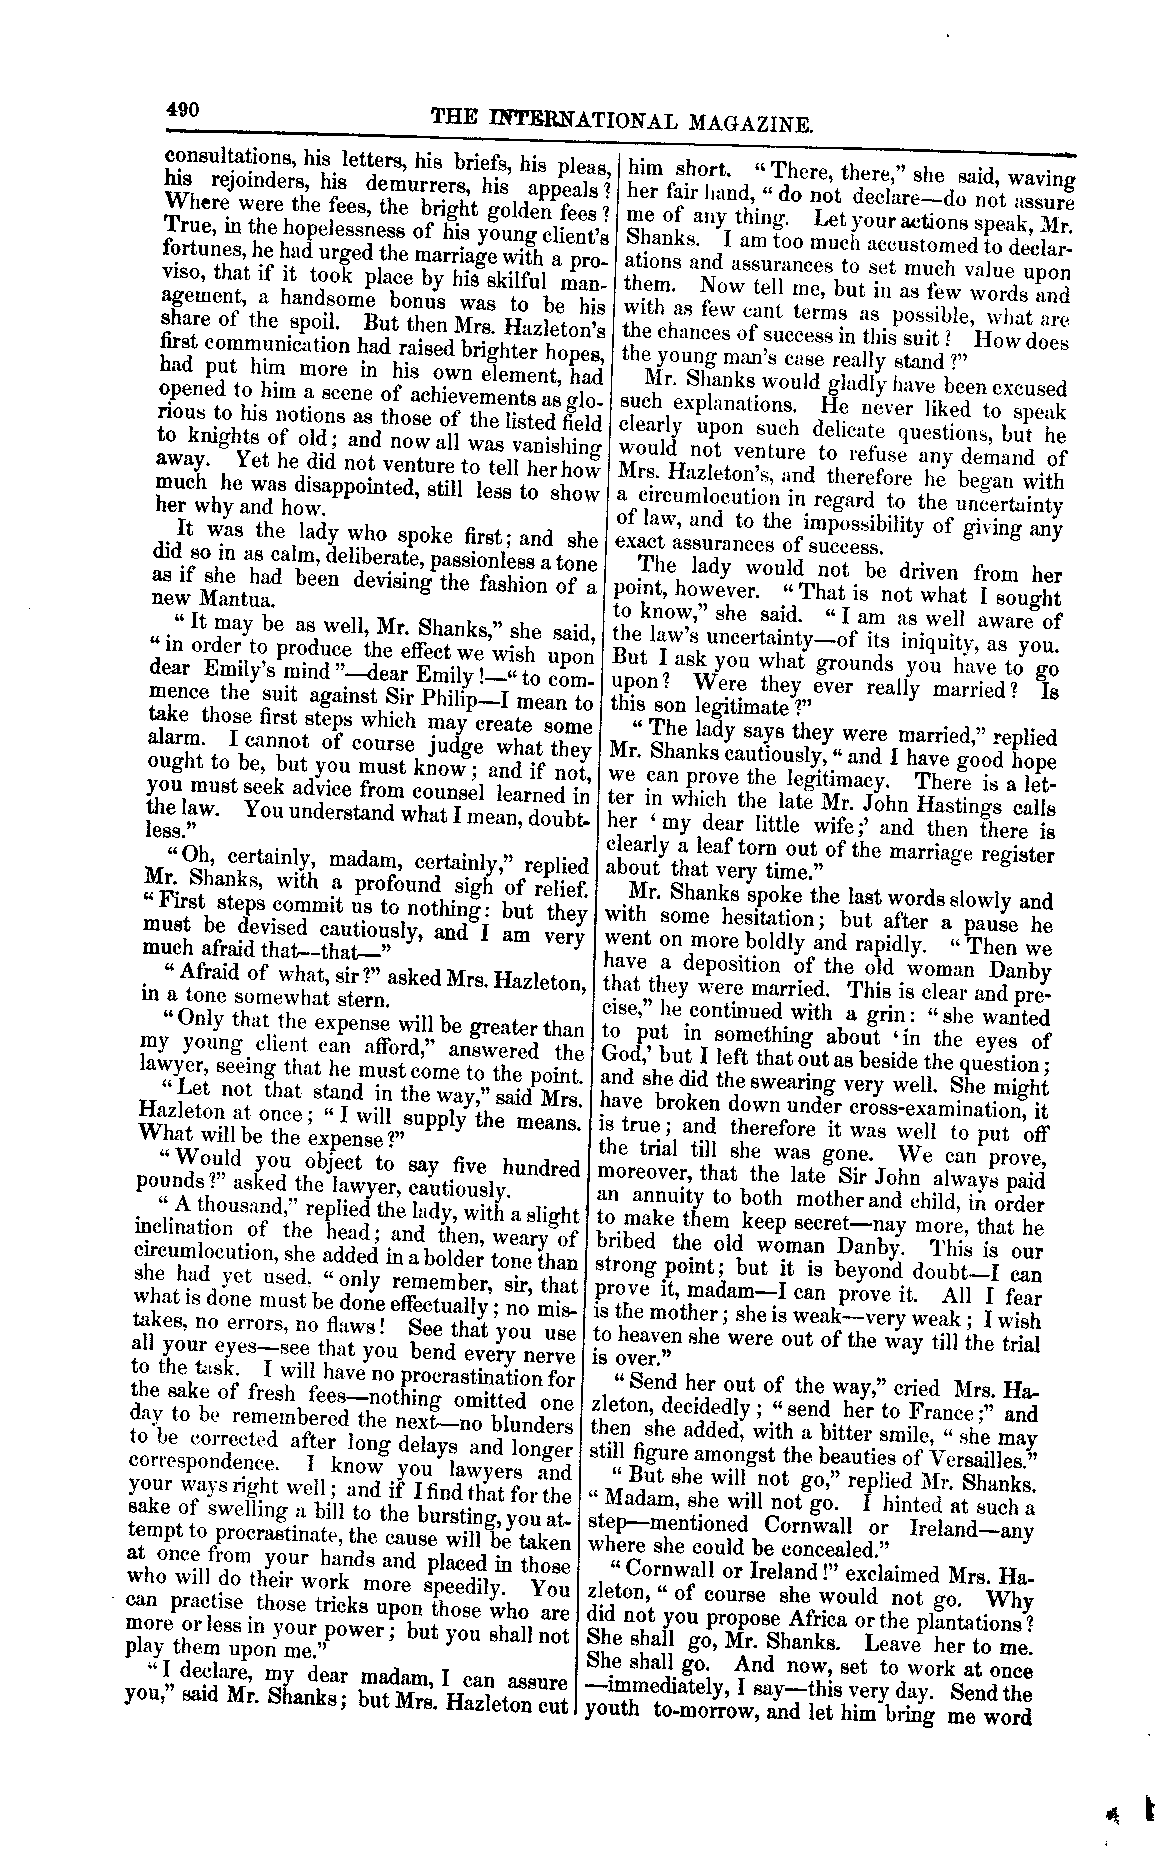 490
THE INTERNATIONAL MAGAZINE.
consultations, his letters, his briefs, his pleas,
his rejoinders, his demurrers, his appeals?
Where were the fees, the bright golden fees?
True, in the hopelessness of his young client's
fortunes, he had urged the marriage with a pro-
viso, that if it took place by his skilful man-
agement, a handsome bonus was to be his
share of the spoil. But then Mrs. Hazleton's
first communication had raised brighter hopes,
had put him more in his own element, had
opened to him a scene of achievements as glo-
rious to his notions as those of the listed field
to knights of old; and now all was vanishing
away. Yet he did not venture to tell her how
much he was disappointed, still less to show
her why and how.
It was the lady who spoke first; and she
did so in as calm, deliberate, passionless a tone
as if she had been devising the fashion of a
new Mantua.
“It may be as well, Mr. Shanks,” she said,
“in order to produce the effect we wish upon
dear Emily's mind”—dear Emily!—“to com-
mence the suit against Sir Philip—I mean to
take those first steps which may create some
alarm. I cannot of course judge what they
ought to be, but you must know; and if not,
you must seek advice from counsel learned in
the law. You understand what I mean, doubt-
less.”
“Oh, certainly, madam, certainly,” replied
Mr. Shanks, with a profound sigh of relief.
“First steps commit us to nothing: but they
must be devised cautiously, and I am very
much afraid that—that—”
“Afraid of what, sir?” asked Mrs. Hazleton,
in a tone somewhat stern.
“Only that the expense will be greater than
my young client can afford,” answered the
lawyer, seeing that he must come to the point.
“Let not that stand in the way,” said Mrs.
Hazleton at once; “I will supply the means.
What will be the expense?”
“Would you object to say five hundred
pounds?” asked the lawyer, cautiously.
“A thousand,” replied the lady, with a slight
inclination of the head; and then, weary of
circumlocution, she added in a bolder tone than
she had yet used, “only remember, sir, that
what is done must be done effectually; no mis-
takes, no errors, no flaws! See that you use
all your eyes—see that you bend every nerve
to the task. I will have no procrastination for
the sake of fresh fees—nothing omitted one
day to be remembered the next—no blunders
to be corrected after long delays and longer
correspondence. I know you lawyers and
your ways right well; and if I find that for the
sake of swelling a bill to the bursting, you at-
tempt to procrastinate, the cause will be taken
at once from your hands and placed in those
who will do their work more speedily. You
can practise those tricks upon those who are
more or less in your power; but you shall not
play them upon me.”
“I declare, my dear madam, I can assure
you,” said Mr. Shanks; but Mrs. Hazleton cut
him short. “There, there,” she said, waving
her fair hand, “do not declare—do not assure
me of any thing. Let your actions speak, Mr.
Shanks. I am too much accustomed to declar-
ations and assurances to set much value upon
them. Now tell me, but in as few words and
with as few cant terms as possible, what are
the chances of success in this suit? How does
the young man's case really stand?”
Mr. Shanks would gladly have been excused
such explanations. He never liked to speak
clearly upon such delicate questions, but he
would not venture to refuse any demand of
Mrs. Hazleton's, and therefore he began with
a circumlocution in regard to the uncertainty
of law, and to the impossibility of giving any
exact assurances of success.
The lady would not be driven from her
point, however. “That is not what I sought
to know,” she said. “I am as well aware of
the law's uncertainty—of its iniquity, as you.
But I ask you what grounds you have to go
upon? Were they ever really married? Is
this son legitimate?”
“The lady says they were married,” replied
Mr. Shanks cautiously, “and I have good hope
we can prove the legitimacy. There is a let-
ter in which the late Mr. John Hastings calls
her ‘my dear little wife;’ and then there is
clearly a leaf torn out of the marriage register
about that very time.”
Mr. Shanks spoke the last words slowly and
with some hesitation; but after a pause he
went on more boldly and rapidly. “Then we
have a deposition of the old woman Danby
that they were married. This is clear and pre-
cise,” he continued with a grin: “she wanted
to put in something about ‘in the eyes of
God,’ but I left that out as beside the question;
and she did the swearing very well. She might
have broken down under cross-examination, it
is true; and therefore it was well to put off
the trial till she was gone. We can prove,
moreover, that the late Sir John always paid
an annuity to both mother and child, in order
to make them keep secret—nay more, that he
bribed the old woman Danby. This is our
strong point; but it is beyond doubt—I can
prove it, madam—I can prove it. All I fear
is the mother; she is weak—very weak; I wish
to heaven she were out of the way till the trial
is over.”
“Send her out of the way,” cried Mrs. Ha-
zleton, decidedly; “send her to France;” and
then she added, with a bitter smile, “she may
still figure amongst the beauties of Versailles.”
“But she will not go,” replied Mr. Shanks.
“Madam, she will not go. I hinted at such a
step—mentioned Cornwall or Ireland—any
where she could be concealed.”
“Cornwall or Ireland!” exclaimed Mrs. Ha-
zleton, “of course she would not go. Why
did not you propose Africa or the plantations?
She shall go, Mr. Shanks. Leave her to me.
She shall go. And now, set to work at once
—immediately, I say—this very day. Send the
youth to-morrow, and let him bring me word